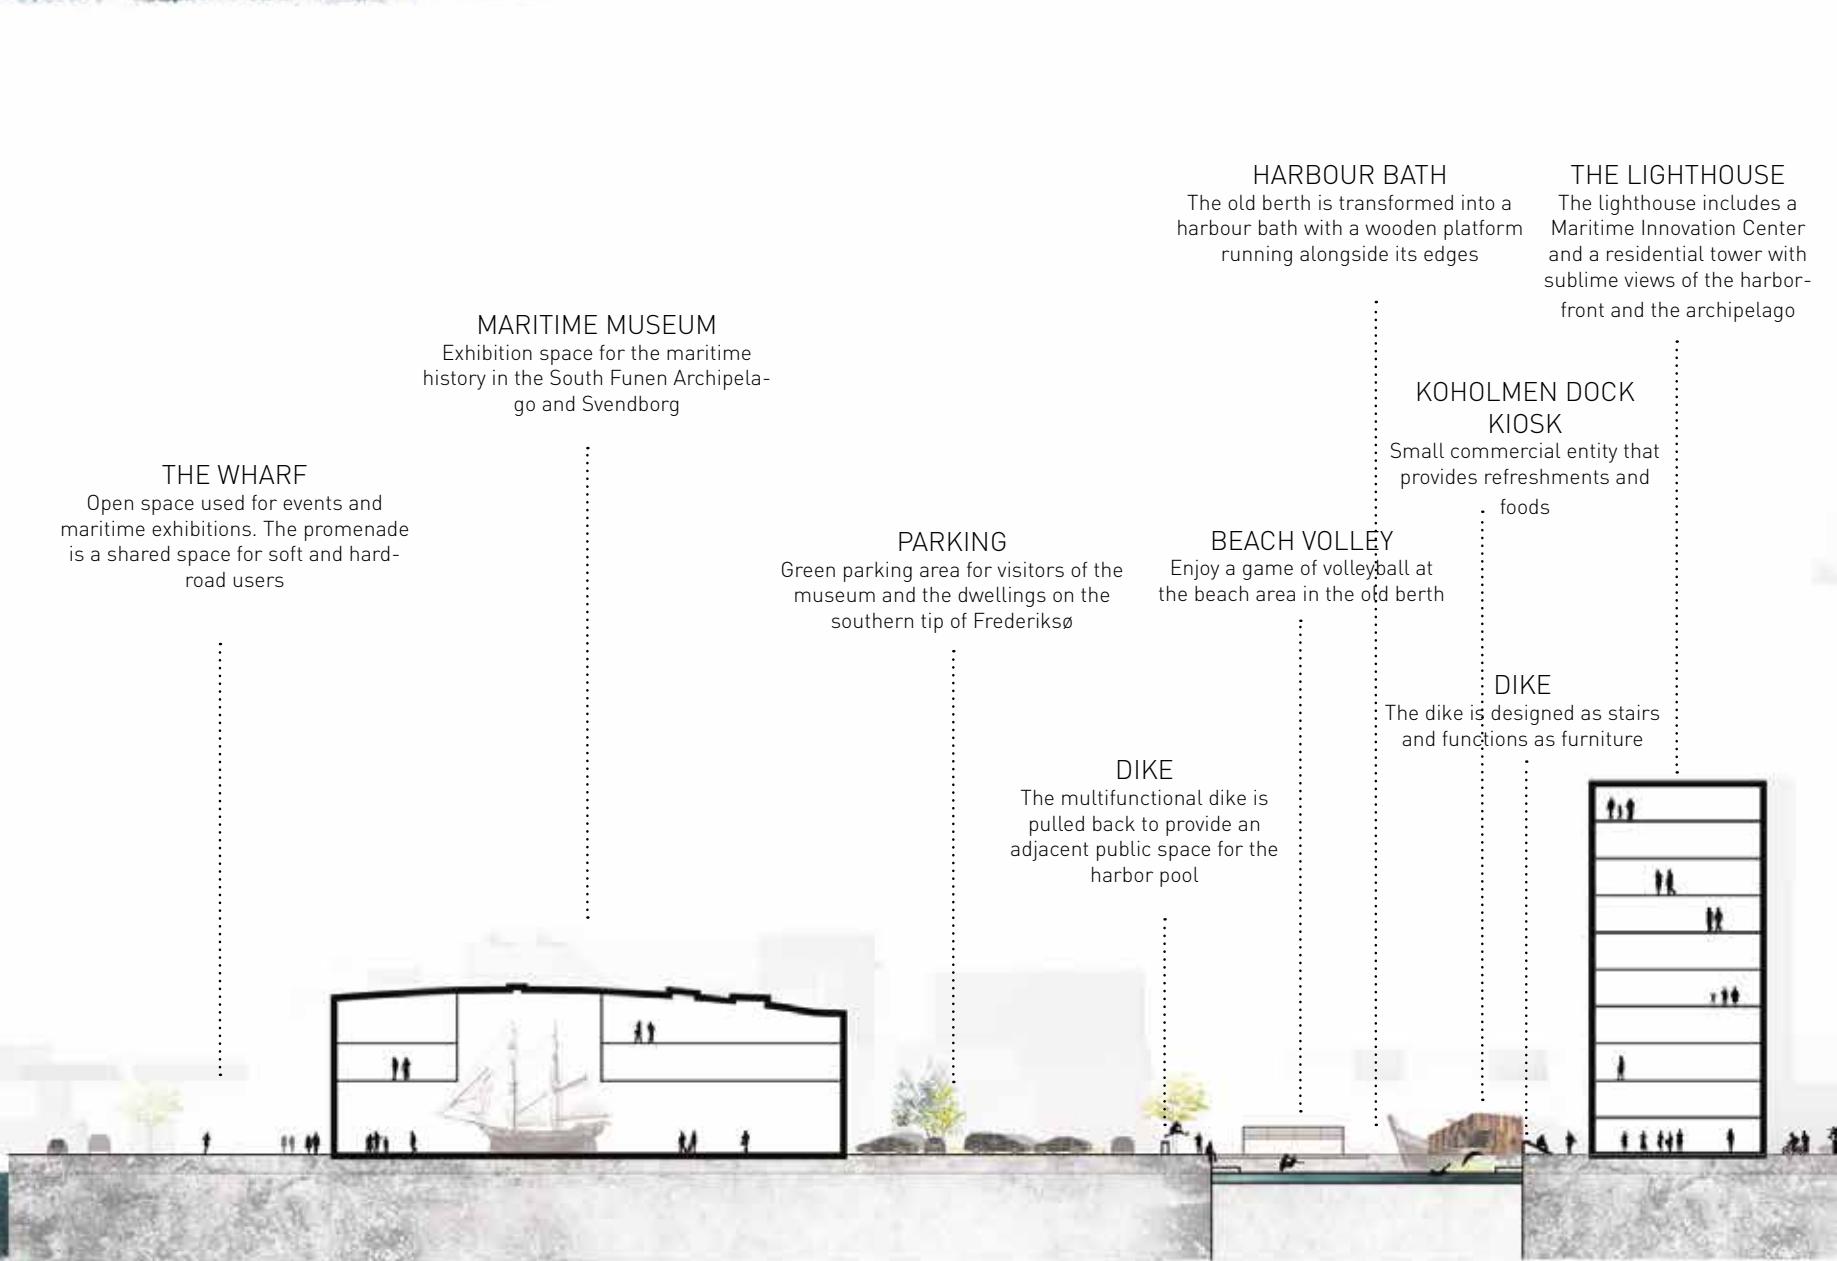 THE WHARF
Open space used for events and
maritime exhibitions. The promenade
is a shared space for soft and hard-
road users
MARITIME MUSEUM
Exhibition space for the maritime
history in the South Funen Archipela-
go and Svendborg
PARKING
Green parking area for visitors of the
museum and the dwellings on the
southern tip of Frederiksø
DIKE
The multifunctional dike is
pulled back to provide an
adjacent public space for the
harbor pool
BEACH VOLLEY
Enjoy a game of volleyball at
the beach area in the old berth
HARBOUR BATH
The old berth is transformed into a
harbour bath with a wooden platform
running alongside its edges
KOHOLMEN DOCK
KIOSK
Small commercial entity that
provides refreshments and
foods
DIKE
The dike is designed as stairs
and functions as furniture
THE LIGHTHOUSE
The lighthouse includes a
Maritime Innovation Center
and a residential tower with
sublime views of the harbor-
front and the archipelago